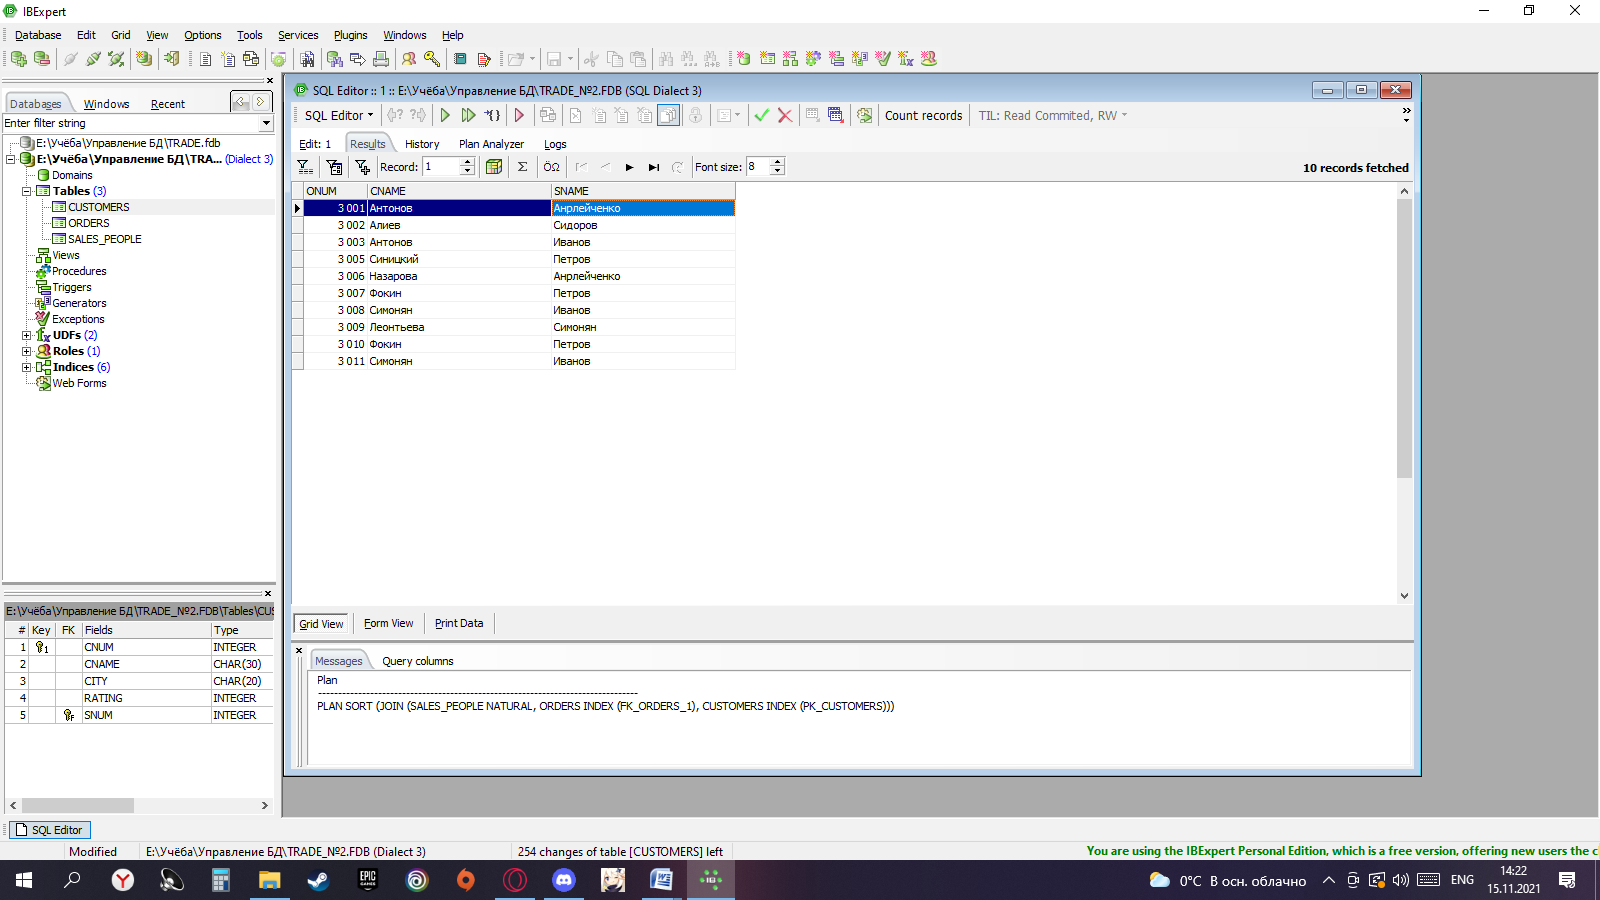 IBExpert
Database Edit Grid View Options Tools Services Plugins Windows Help
Databases Windows Recent
Enter filter string
E:\Учёба\Управление БД\TRADE.fdb
E:\Учёба\Управление БД\TRA... (Dialect 3)
Domains
Tables (3)
CUSTOMERS
ORDERS
SALES_PEOPLE
Views
Procedures
Triggers
Generators
Exceptions
UDFs (2)
Roles (1)
Indices (6)
Web Forms
E:\Учёба\Управление БД\TRADE_№2.FDB\Tables\CUS
# Key FK Fields Type
1 1 CNUM INTEGER
2 CNAME CHAR(30)
3 CITY CHAR(20)
4 RATING INTEGER
5 F SNUM INTEGER
SQL Editor :: 1 :: E:\Учёба\Управление БД\TRADE_№2.FDB (SQL Dialect 3)
SQL Editor Count records TIL: Read Commited, RW
Edit: 1 Results History Plan Analyzer Logs
Record: 1 Σ ÖΩ Font size: 8 10 records fetched
ONUM CNAME SNAME
3 001 Антонов Анрлейченко
3 002 Алиев Сидоров
3 003 Антонов Иванов
3 005 Синицкий Петров
3 006 Назарова Анрлейченко
3 007 Фокин Петров
3 008 Симонян Иванов
3 009 Леонтьева Симонян
3 010 Фокин Петров
3 011 Симонян Иванов
Grid View Form View Print Data
Messages Query columns
Plan
--------------------------------------------------------------------------------
PLAN SORT (JOIN (SALES_PEOPLE NATURAL, ORDERS INDEX (FK_ORDERS_1), CUSTOMERS INDEX (PK_CUSTOMERS)))
SQL Editor
Modified E:\Учёба\Управление БД\TRADE_№2.FDB (Dialect 3) 254 changes of table [CUSTOMERS] left You are using the IBExpert Personal Edition, which is a free version, offering new users the c
0°C В осн. облачно ENG 14:22
15.11.2021